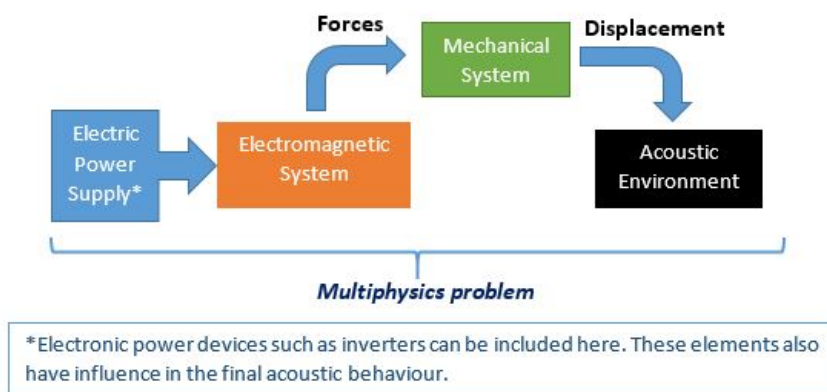 Forces
Displacement
Mechanical
System
Electric
Power
Supply*
Electromagnetic
System
Acoustic
Environment
Multiphysics problem
*Electronic power devices such as inverters can be included here. These elements also
have influence in the final acoustic behaviour.